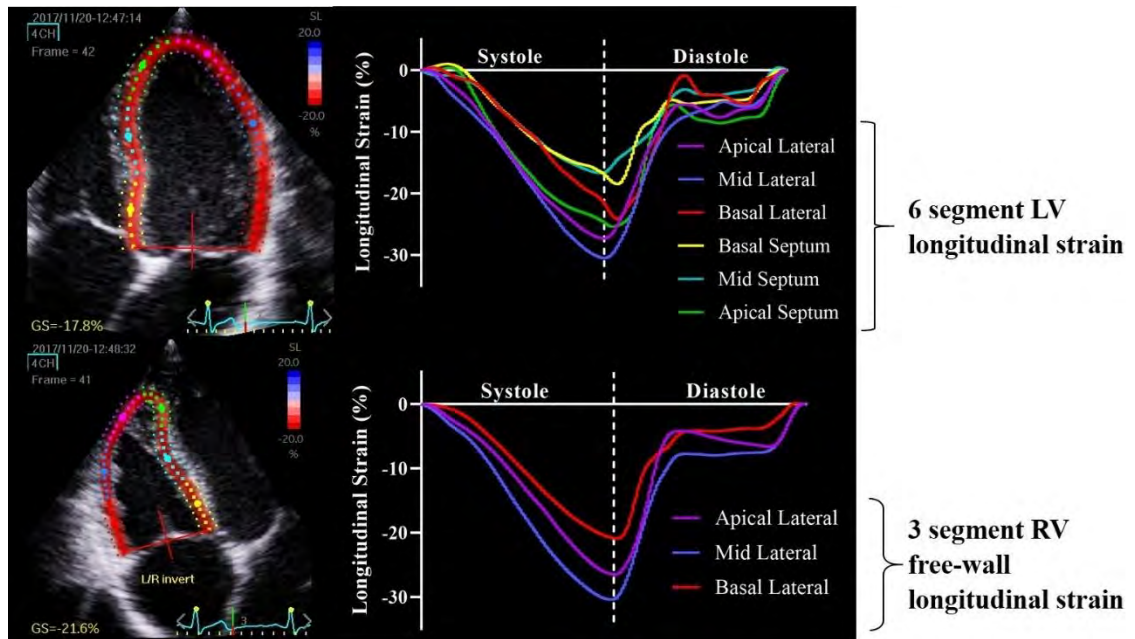 2017/11/20-12:47:14
4CH
Frame = 42
SL
20.0
-20.0
%
GS=-17.8%
Longitudinal Strain (%)
Systole
Diastole
0
-10
-20
-30
Apical Lateral
Mid Lateral
Basal Lateral
Basal Septum
Mid Septum
Apical Septum
6 segment LV
longitudinal strain
2017/11/20-12:48:32
4CH
Frame = 41
SL
20.0
-20.0
%
L/R invert
3
GS=-21.6%
Longitudinal Strain (%)
Systole
Diastole
0
-10
-20
-30
Apical Lateral
Mid Lateral
Basal Lateral
3 segment RV
free-wall
longitudinal strain